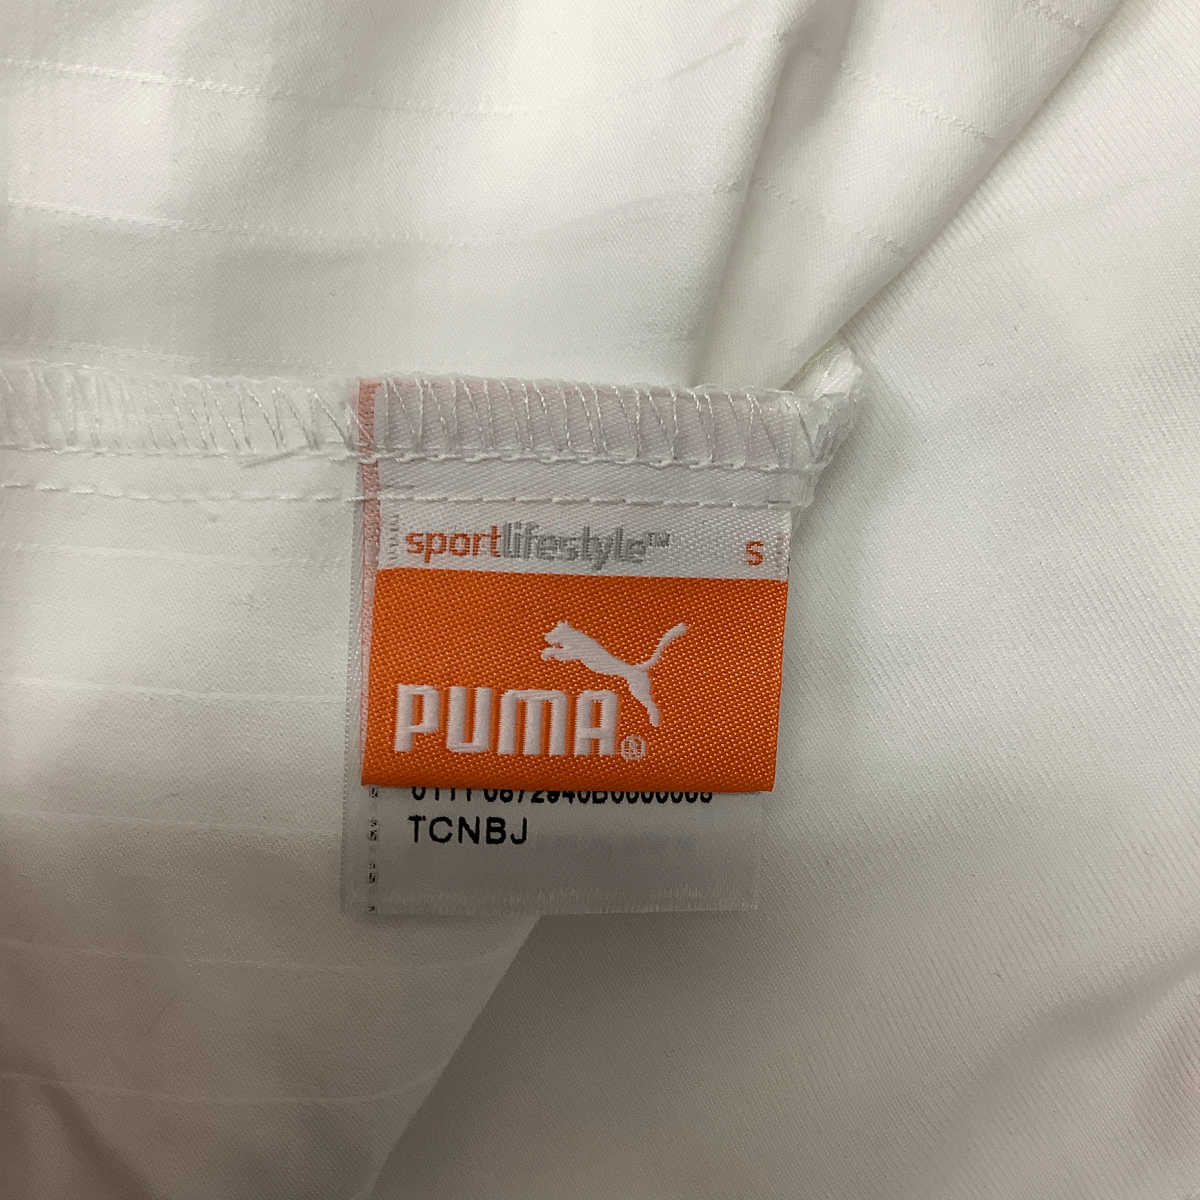 sportlifestyle™ S
PUMA®
TCNBJ